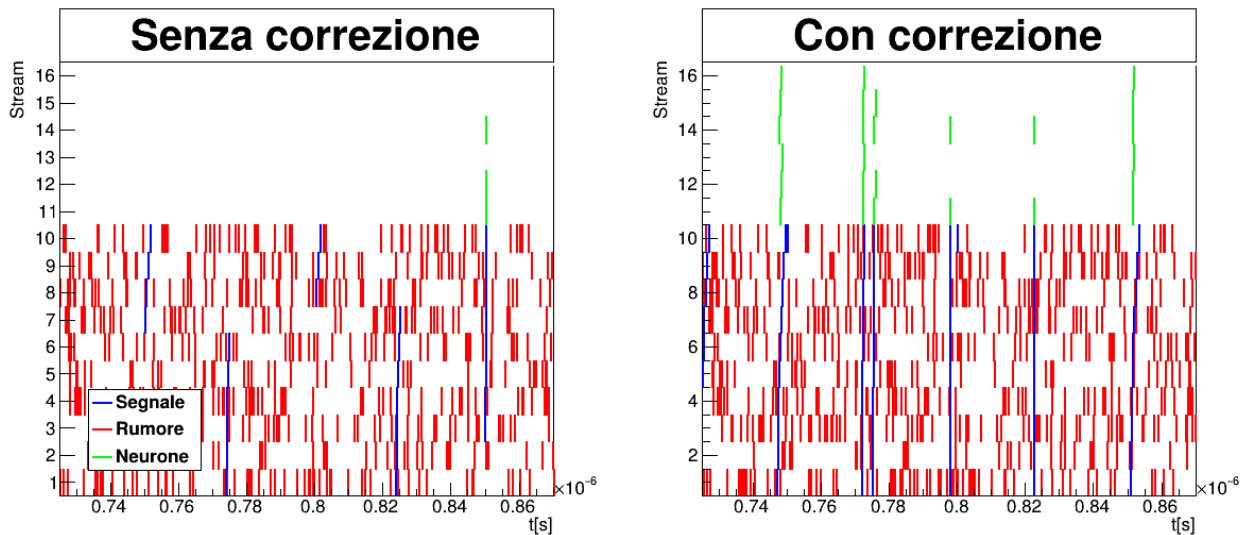 Senza correzione
Stream
16
15
14
13
12
11
10
9
8
7
6
5
4
3
2
1
Segnale
Rumore
Neurone
0.74 0.76 0.78 0.8 0.82 0.84 0.86
×10⁻⁶
t[s]
Con correzione
Stream
16
14
12
10
8
6
4
2
0.74 0.76 0.78 0.8 0.82 0.84 0.86
×10⁻⁶
t[s]